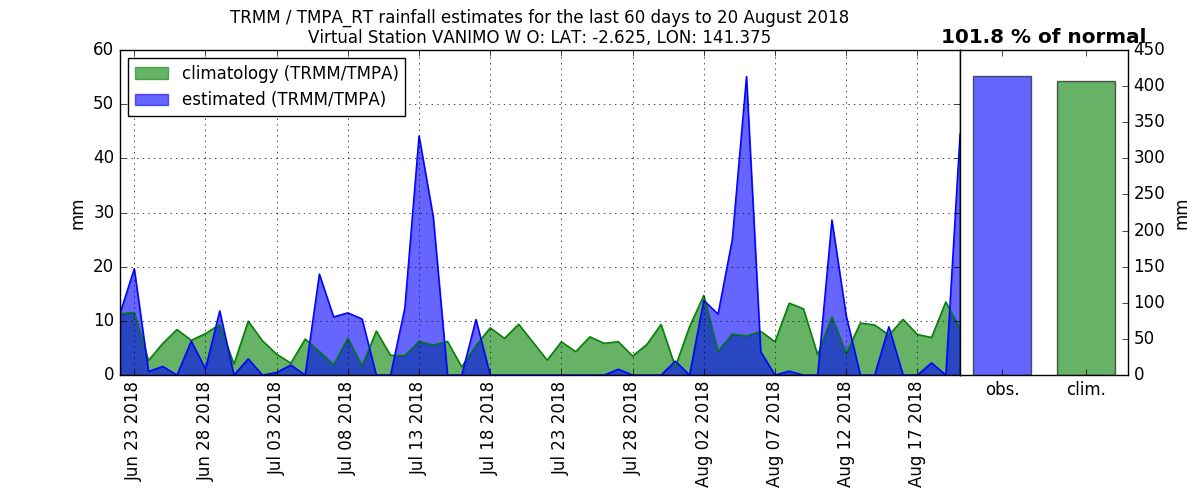 TRMM / TMPA_RT rainfall estimates for the last 60 days to 20 August 2018
Virtual Station VANIMO W O: LAT: -2.625, LON: 141.375
101.8 % of normal
climatology (TRMM/TMPA)
estimated (TRMM/TMPA)
60
50
40
30
20
10
0
mm
Jun 23 2018
Jun 28 2018
Jul 03 2018
Jul 08 2018
Jul 13 2018
Jul 18 2018
Jul 23 2018
Jul 28 2018
Aug 02 2018
Aug 07 2018
Aug 12 2018
Aug 17 2018
450
400
350
300
250
200
150
100
50
0
mm
obs.
clim.